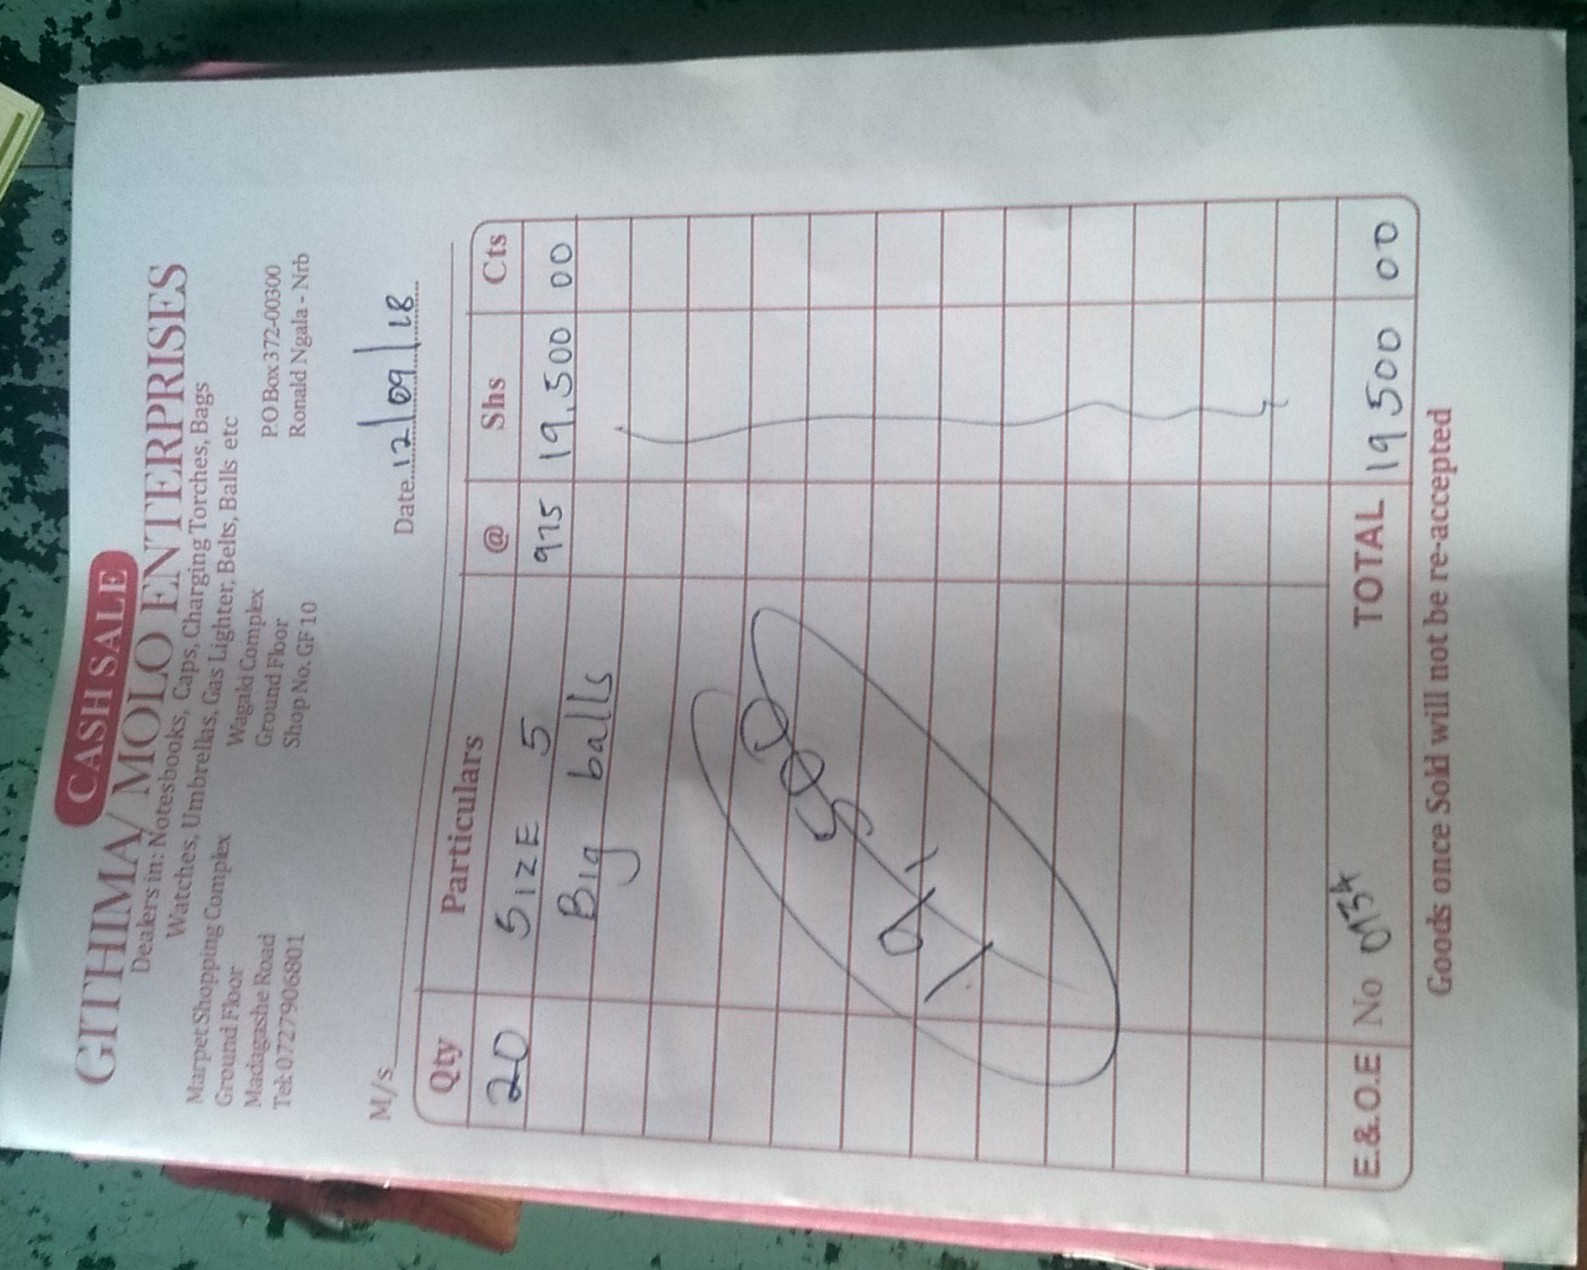 CASH SALE
GITHIMA/ MOLO ENTERPRISES
Dealers in: Notesbooks, Caps, Charging Torches, Bags
Watches, Umbrellas, Gas Lighter, Belts, Balls etc
Marpet Shopping Complex
Ground Floor
Madagashe Road
Tel: 0727906801
Wagaki Complex
Ground Floor
Shop No. GF 10
P.O Box 372-00300
Ronald Ngala - Nrb
Date 12/09/18
M/s
Qty Particulars @ Shs Cts
20 SIZE 5 975 19,500 00
Big balls
19,500
E.&.O.E No 0734 TOTAL 19500 00
Goods once Sold will not be re-accepted